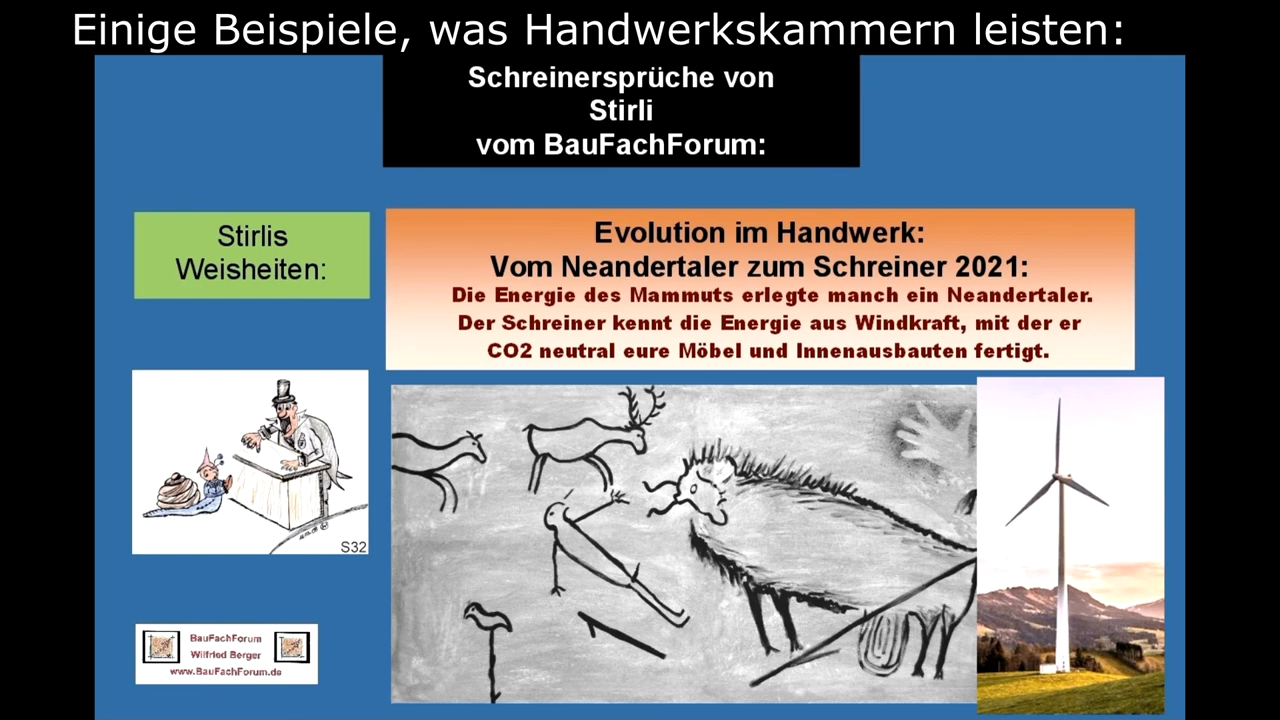 Einige Beispiele, was Handwerkskammern leisten:
Schreinersprüche von
Stirli
vom BauFachForum:
Stirlis
Weisheiten:
Evolution im Handwerk:
Vom Neandertaler zum Schreiner 2021:
Die Energie des Mammuts erlegte manch ein Neandertaler.
Der Schreiner kennt die Energie aus Windkraft, mit der er
CO2 neutral eure Möbel und Innenausbauten fertigt.
S32
BauFachForum
Wilfried Berger
www.BauFachForum.de